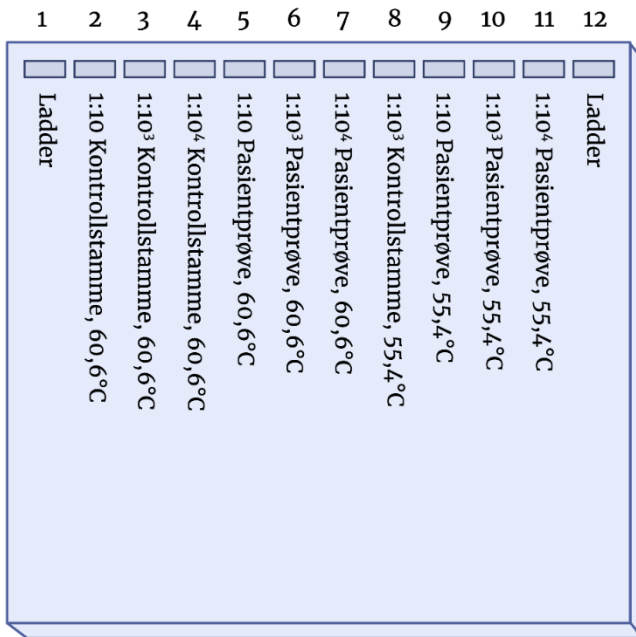 1 2 3 4 5 6 7 8 9 10 11 12
Ladder
1:10 Kontrollstamme, 60,6°C
1:10³ Kontrollstamme, 60,6°C
1:10⁴ Kontrollstamme, 60,6°C
1:10 Pasientprøve, 60,6°C
1:10³ Pasientprøve, 60,6°C
1:10⁴ Pasientprøve, 60,6°C
1:10³ Kontrollstamme, 55,4°C
1:10 Pasientprøve, 55,4°C
1:10³ Pasientprøve, 55,4°C
1:10⁴ Pasientprøve, 55,4°C
Ladder